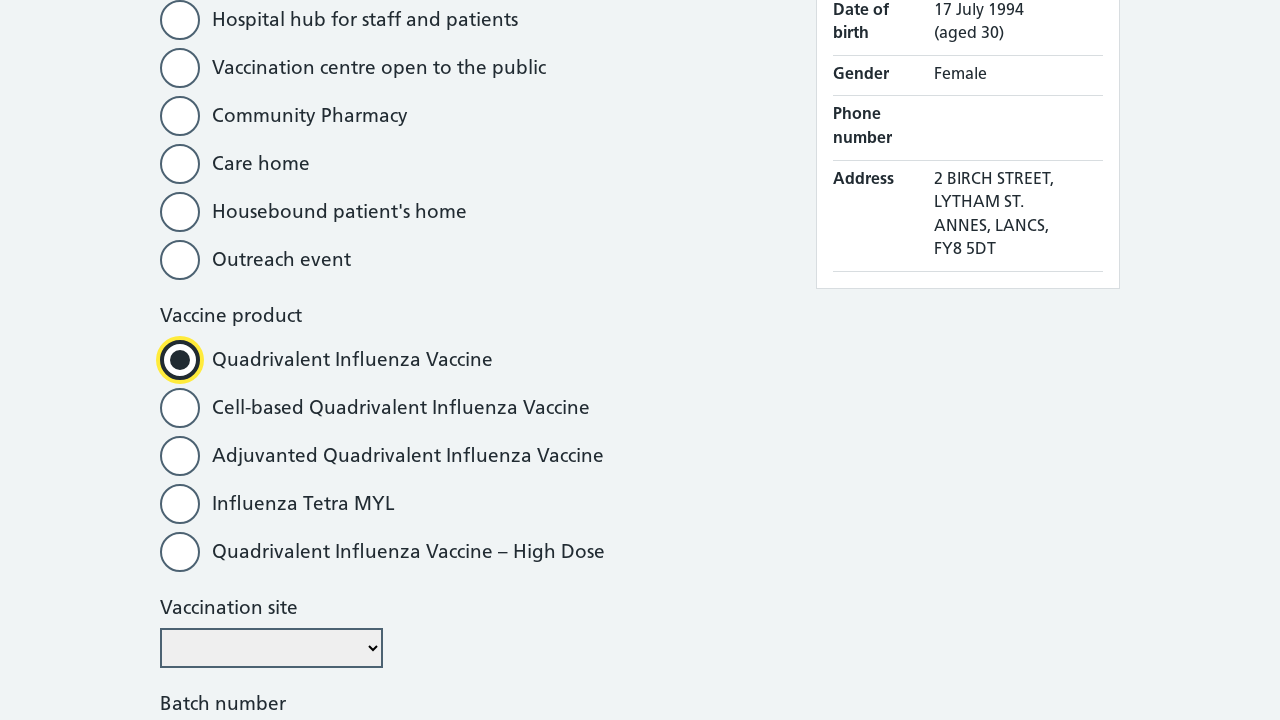 Hospital hub for staff and patients
Vaccination centre open to the public
Community Pharmacy
Care home
Housebound patient's home
Outreach event
Vaccine product
Quadrivalent Influenza Vaccine
Cell-based Quadrivalent Influenza Vaccine
Adjuvanted Quadrivalent Influenza Vaccine
Influenza Tetra MYL
Quadrivalent Influenza Vaccine – High Dose
Vaccination site
Batch number
Date of birth
17 July 1994
(aged 30)
Gender
Female
Phone
number
Address
2 BIRCH STREET,
LYTHAM ST.
ANNES, LANCS,
FY8 5DT